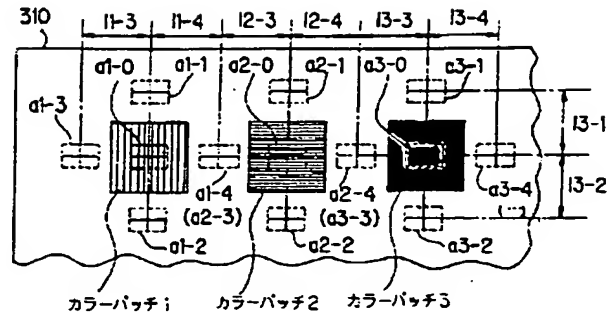 310
l1-3 l1-4 l2-3 l2-4 l3-3 l3-4
a1-0 a1-1 a2-0 a2-1 a3-0 a3-1
a1-3
l3-1
a1-4 a2-4 a3-4
(a2-3) (a3-3)
l3-2
a1-2 a2-2 a3-2
カラーパッチ1 カラーパッチ2 カラーパッチ3